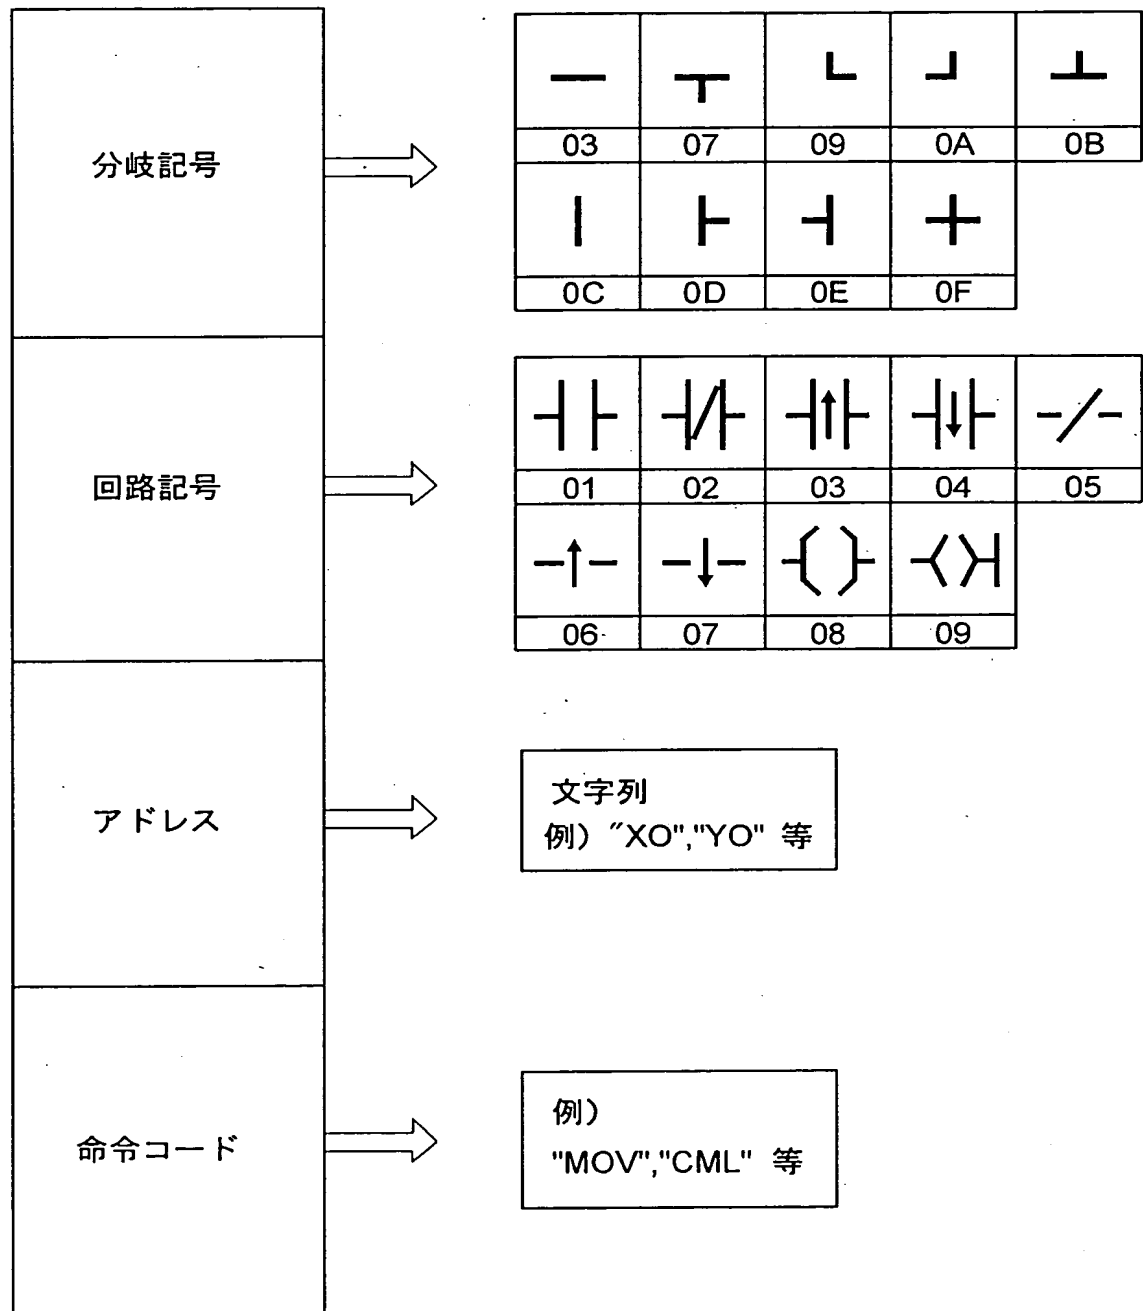 分岐記号
03 07 09 0A 0B
0C 0D 0E 0F
回路記号
01 02 03 04 05
06 07 08 09
アドレス
文字列
例) "XO","YO" 等
命令コード
例)
"MOV","CML" 等